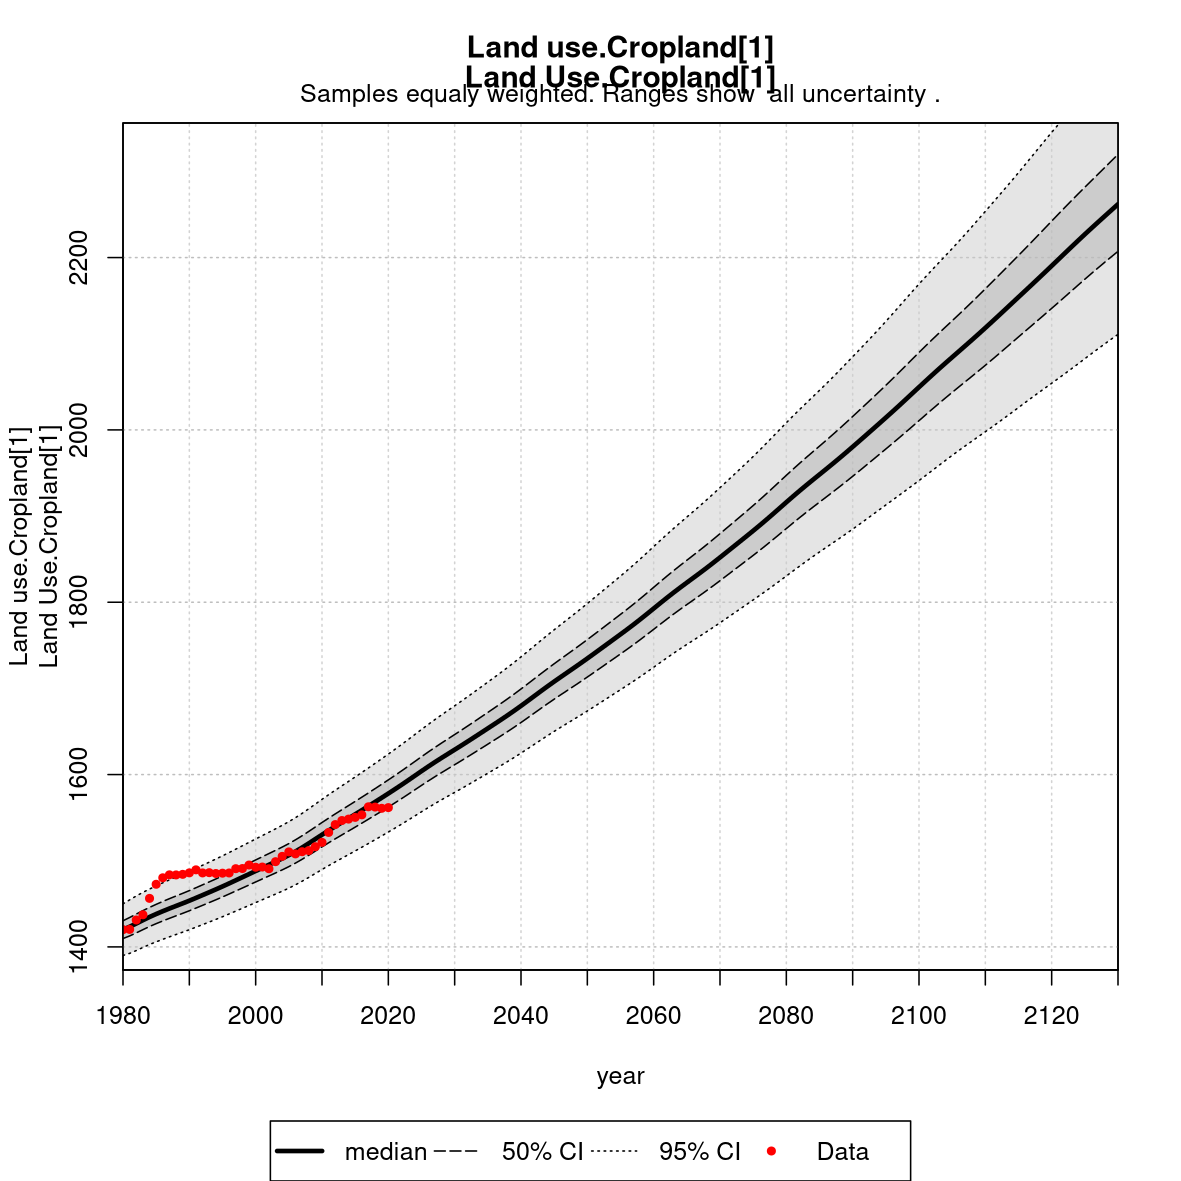 Land use.Cropland[1]
Land Use.Cropland[1]
Samples equaly weighted. Ranges show  all uncertainty .
Land use.Cropland[1]
Land Use.Cropland[1]
2200
2000
1800
1600
1400
1980 2000 2020 2040 2060 2080 2100 2120
year
median 50% CI 95% CI Data